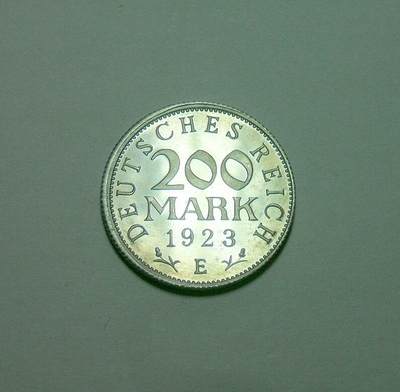 DEUTSCHES REICH
200
MARK
1923
E